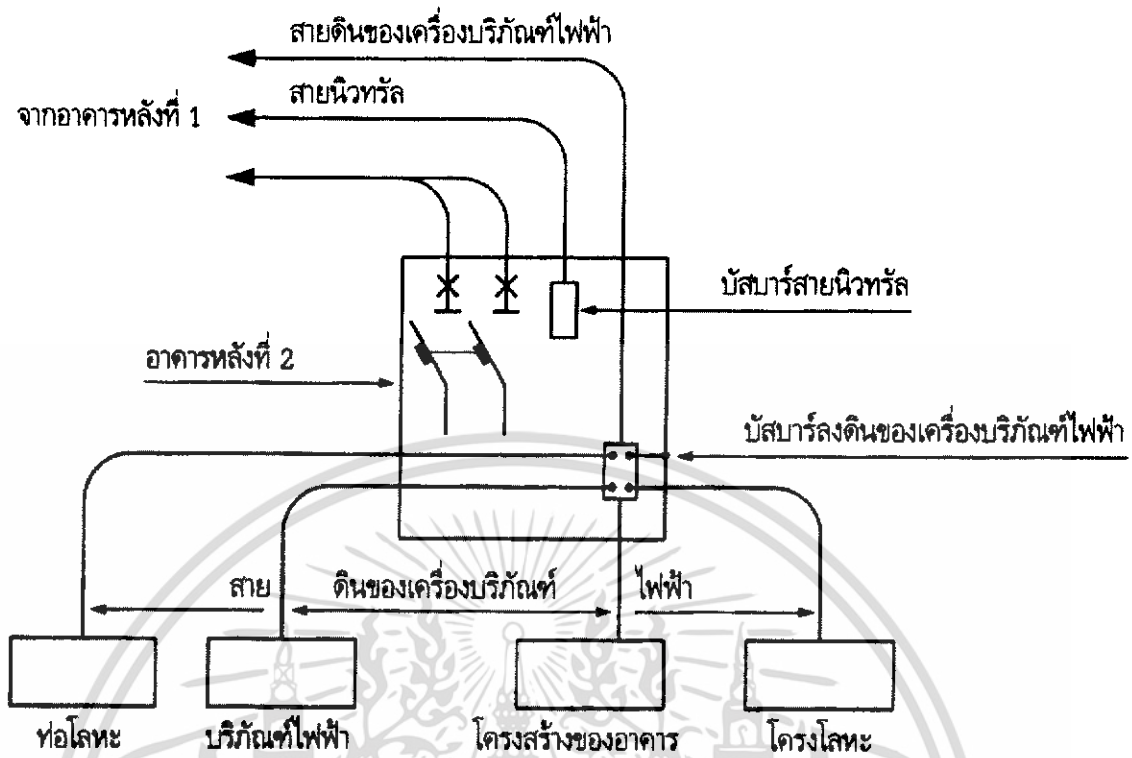 สายดินของเครื่องบริภัณฑ์ไฟฟ้า
สายนิวทรัล
จากอาคารหลังที่ 1
บัสบาร์สายนิวทรัล
อาคารหลังที่ 2
บัสบาร์ลงดินของเครื่องบริภัณฑ์ไฟฟ้า
สาย ดินของเครื่องบริภัณฑ์ ไฟฟ้า
ท่อโลหะ บริภัณฑ์ไฟฟ้า โครงสร้างของอาคาร โครงโลหะ